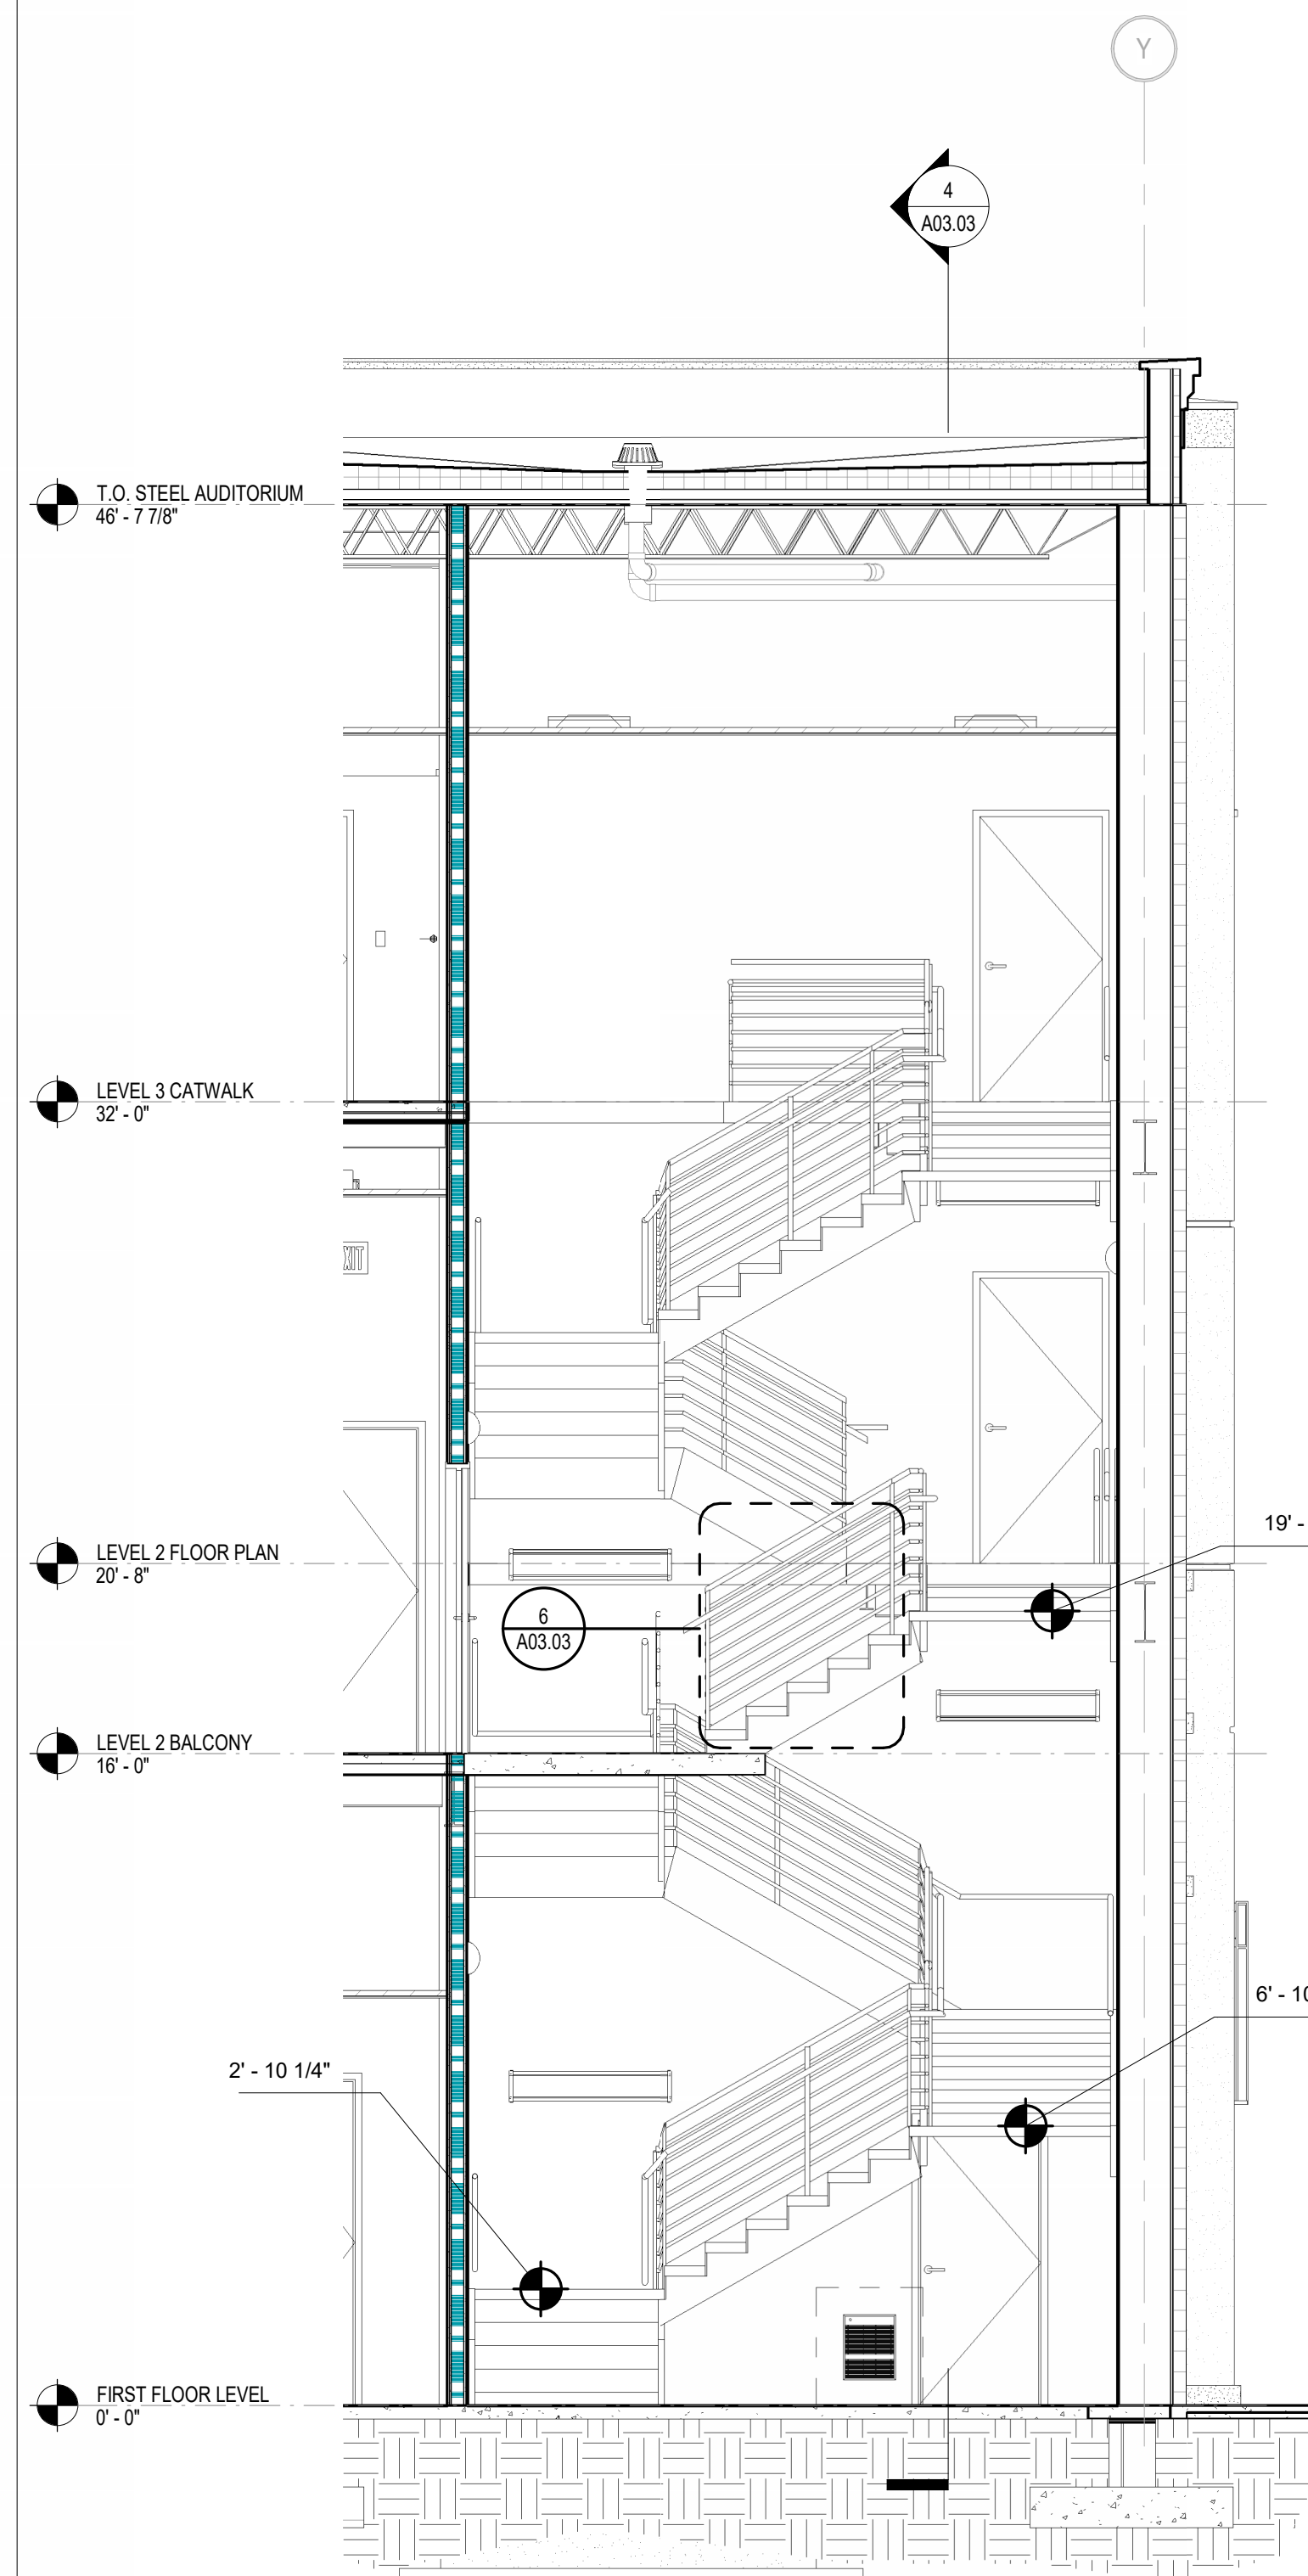 Y
4
A03.03
T.O. STEEL AUDITORIUM
46' - 7 7/8"
LEVEL 3 CATWALK
32' - 0"
XIT
19' -
LEVEL 2 FLOOR PLAN
20' - 8"
6
A03.03
LEVEL 2 BALCONY
16' - 0"
6' - 10
2' - 10 1/4"
FIRST FLOOR LEVEL
0' - 0"